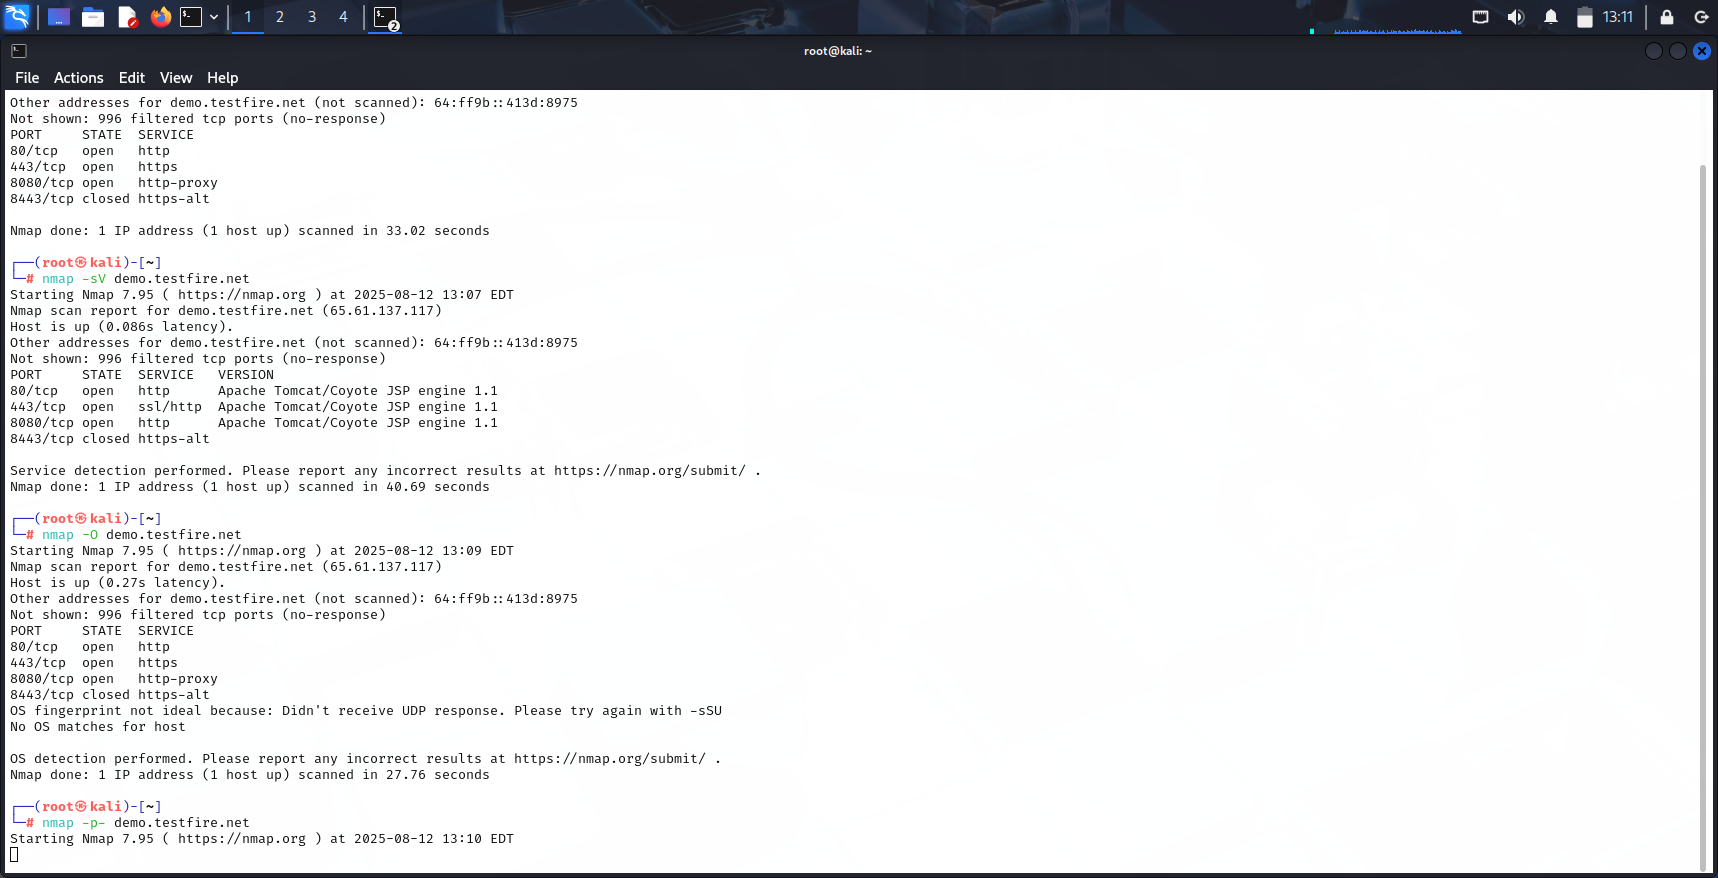 1 2 3 4
2
13:11
root@kali: ~
File Actions Edit View Help
Other addresses for demo.testfire.net (not scanned): 64:ff9b::413d:8975
Not shown: 996 filtered tcp ports (no-response)
PORT     STATE  SERVICE
80/tcp   open   http
443/tcp  open   https
8080/tcp open   http-proxy
8443/tcp closed https-alt
Nmap done: 1 IP address (1 host up) scanned in 33.02 seconds
┌──(root㉿kali)-[~]
└─# nmap -sV demo.testfire.net
Starting Nmap 7.95 ( https://nmap.org ) at 2025-08-12 13:07 EDT
Nmap scan report for demo.testfire.net (65.61.137.117)
Host is up (0.086s latency).
Other addresses for demo.testfire.net (not scanned): 64:ff9b::413d:8975
Not shown: 996 filtered tcp ports (no-response)
PORT     STATE  SERVICE   VERSION
80/tcp   open   http      Apache Tomcat/Coyote JSP engine 1.1
443/tcp  open   ssl/http  Apache Tomcat/Coyote JSP engine 1.1
8080/tcp open   http      Apache Tomcat/Coyote JSP engine 1.1
8443/tcp closed https-alt
Service detection performed. Please report any incorrect results at https://nmap.org/submit/ .
Nmap done: 1 IP address (1 host up) scanned in 40.69 seconds
┌──(root㉿kali)-[~]
└─# nmap -O demo.testfire.net
Starting Nmap 7.95 ( https://nmap.org ) at 2025-08-12 13:09 EDT
Nmap scan report for demo.testfire.net (65.61.137.117)
Host is up (0.27s latency).
Other addresses for demo.testfire.net (not scanned): 64:ff9b::413d:8975
Not shown: 996 filtered tcp ports (no-response)
PORT     STATE  SERVICE
80/tcp   open   http
443/tcp  open   https
8080/tcp open   http-proxy
8443/tcp closed https-alt
OS fingerprint not ideal because: Didn't receive UDP response. Please try again with -sSU
No OS matches for host
OS detection performed. Please report any incorrect results at https://nmap.org/submit/ .
Nmap done: 1 IP address (1 host up) scanned in 27.76 seconds
┌──(root㉿kali)-[~]
└─# nmap -p- demo.testfire.net
Starting Nmap 7.95 ( https://nmap.org ) at 2025-08-12 13:10 EDT